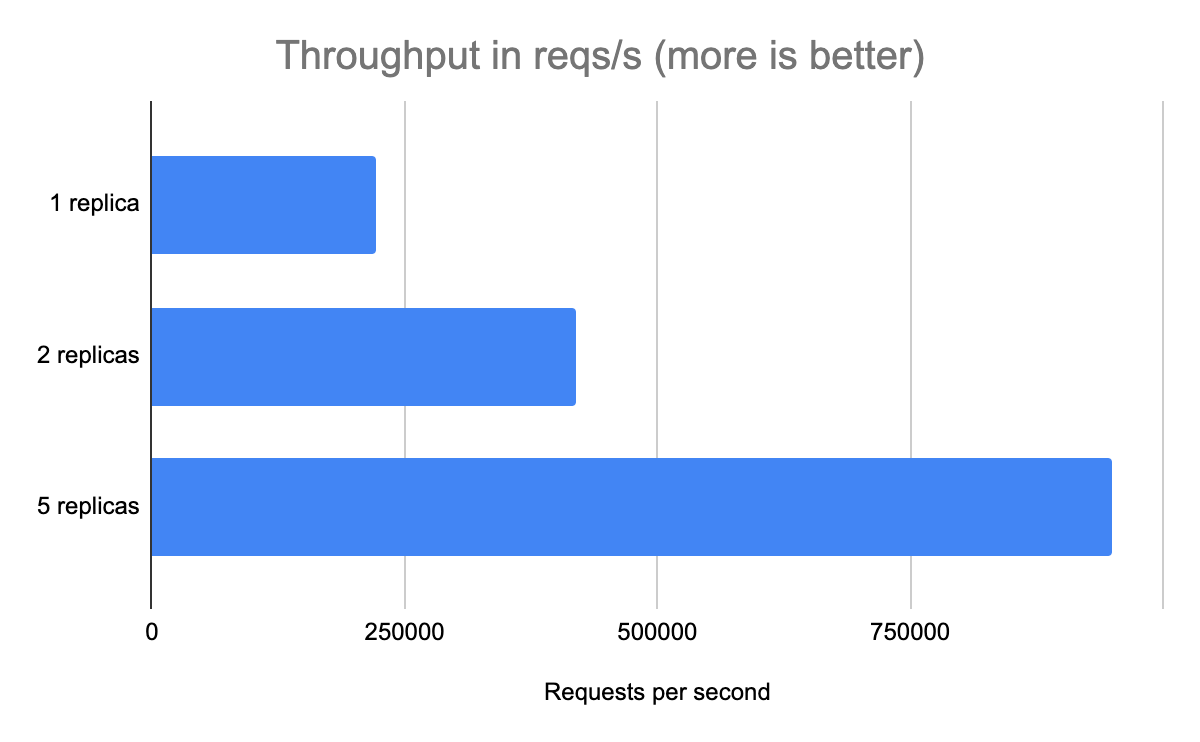 Throughput in reqs/s (more is better)
1 replica
2 replicas
5 replicas
0 250000 500000 750000
Requests per second